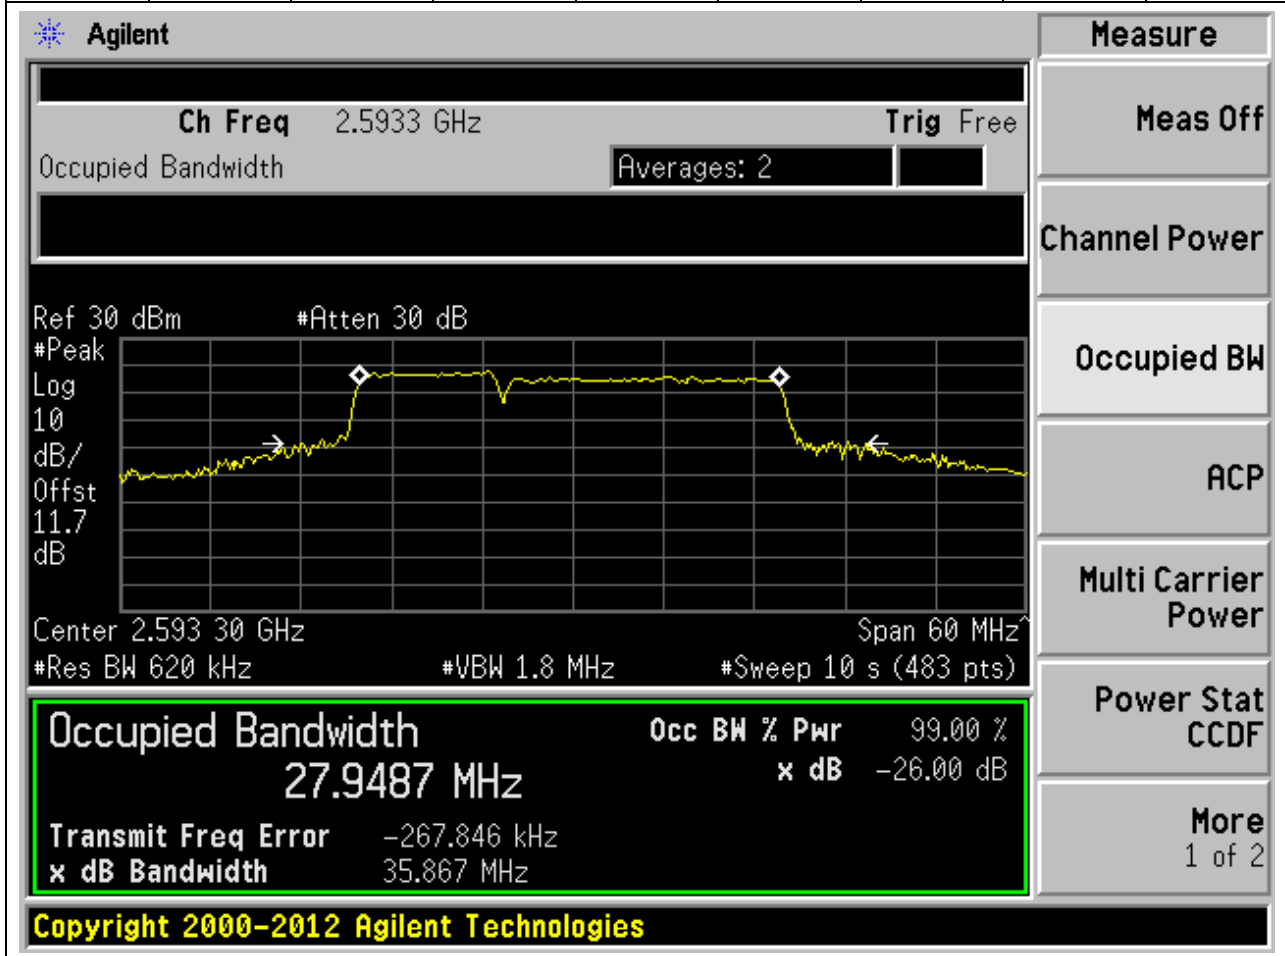 Agilent
Measure
Ch Freq 2.5933 GHz Trig Free
Occupied Bandwidth Averages: 2
Meas Off
Channel Power
Occupied BW
ACP
Multi Carrier
Power
Power Stat
CCDF
More
1 of 2
Ref 30 dBm #Atten 30 dB
#Peak
Log
10
dB/
Offst
11.7
dB
Center 2.593 30 GHz Span 60 MHz^
#Res BW 620 kHz #VBW 1.8 MHz #Sweep 10 s (483 pts)
Occupied Bandwidth Occ BW % Pwr 99.00 %
27.9487 MHz x dB -26.00 dB
Transmit Freq Error -267.846 kHz
x dB Bandwidth 35.867 MHz
Copyright 2000-2012 Agilent Technologies